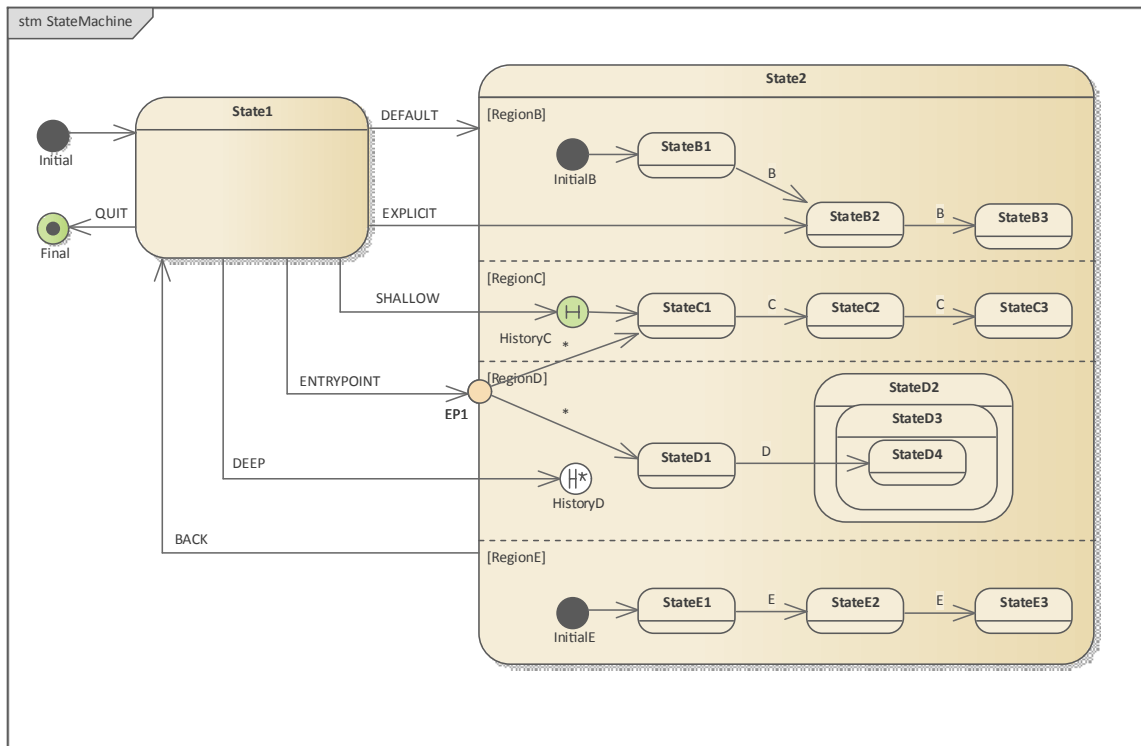 stm StateMachine
State2
State1
DEFAULT
[RegionB]
Initial
InitialB
StateB1
B
QUIT
EXPLICIT
StateB2
B
StateB3
Final
[RegionC]
SHALLOW
H
HistoryC
StateC1
C
StateC2
C
StateC3
*
[RegionD]
ENTRYPOINT
EP1
*
StateD2
StateD3
StateD1
D
StateD4
DEEP
H*
HistoryD
BACK
[RegionE]
InitialE
StateE1
E
StateE2
E
StateE3